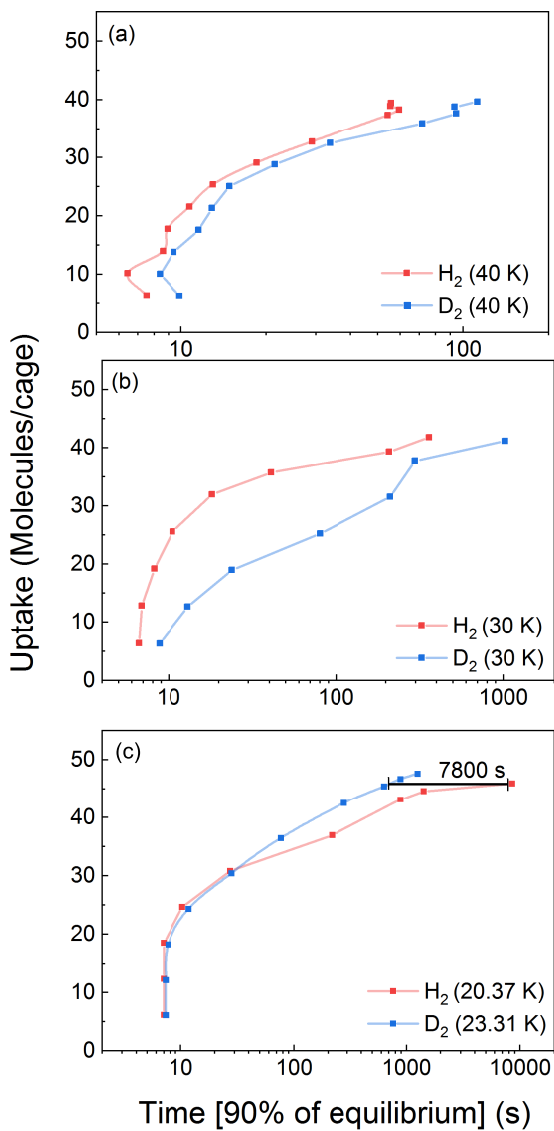 Uptake (Molecules/cage)
(a)
50
40
30
20
10
0
H₂ (40 K)
D₂ (40 K)
10
100
(b)
50
40
30
20
10
0
H₂ (30 K)
D₂ (30 K)
10
100
1000
(c)
7800 s
50
40
30
20
10
0
H₂ (20.37 K)
D₂ (23.31 K)
10
100
1000
10000
Time [90% of equilibrium] (s)